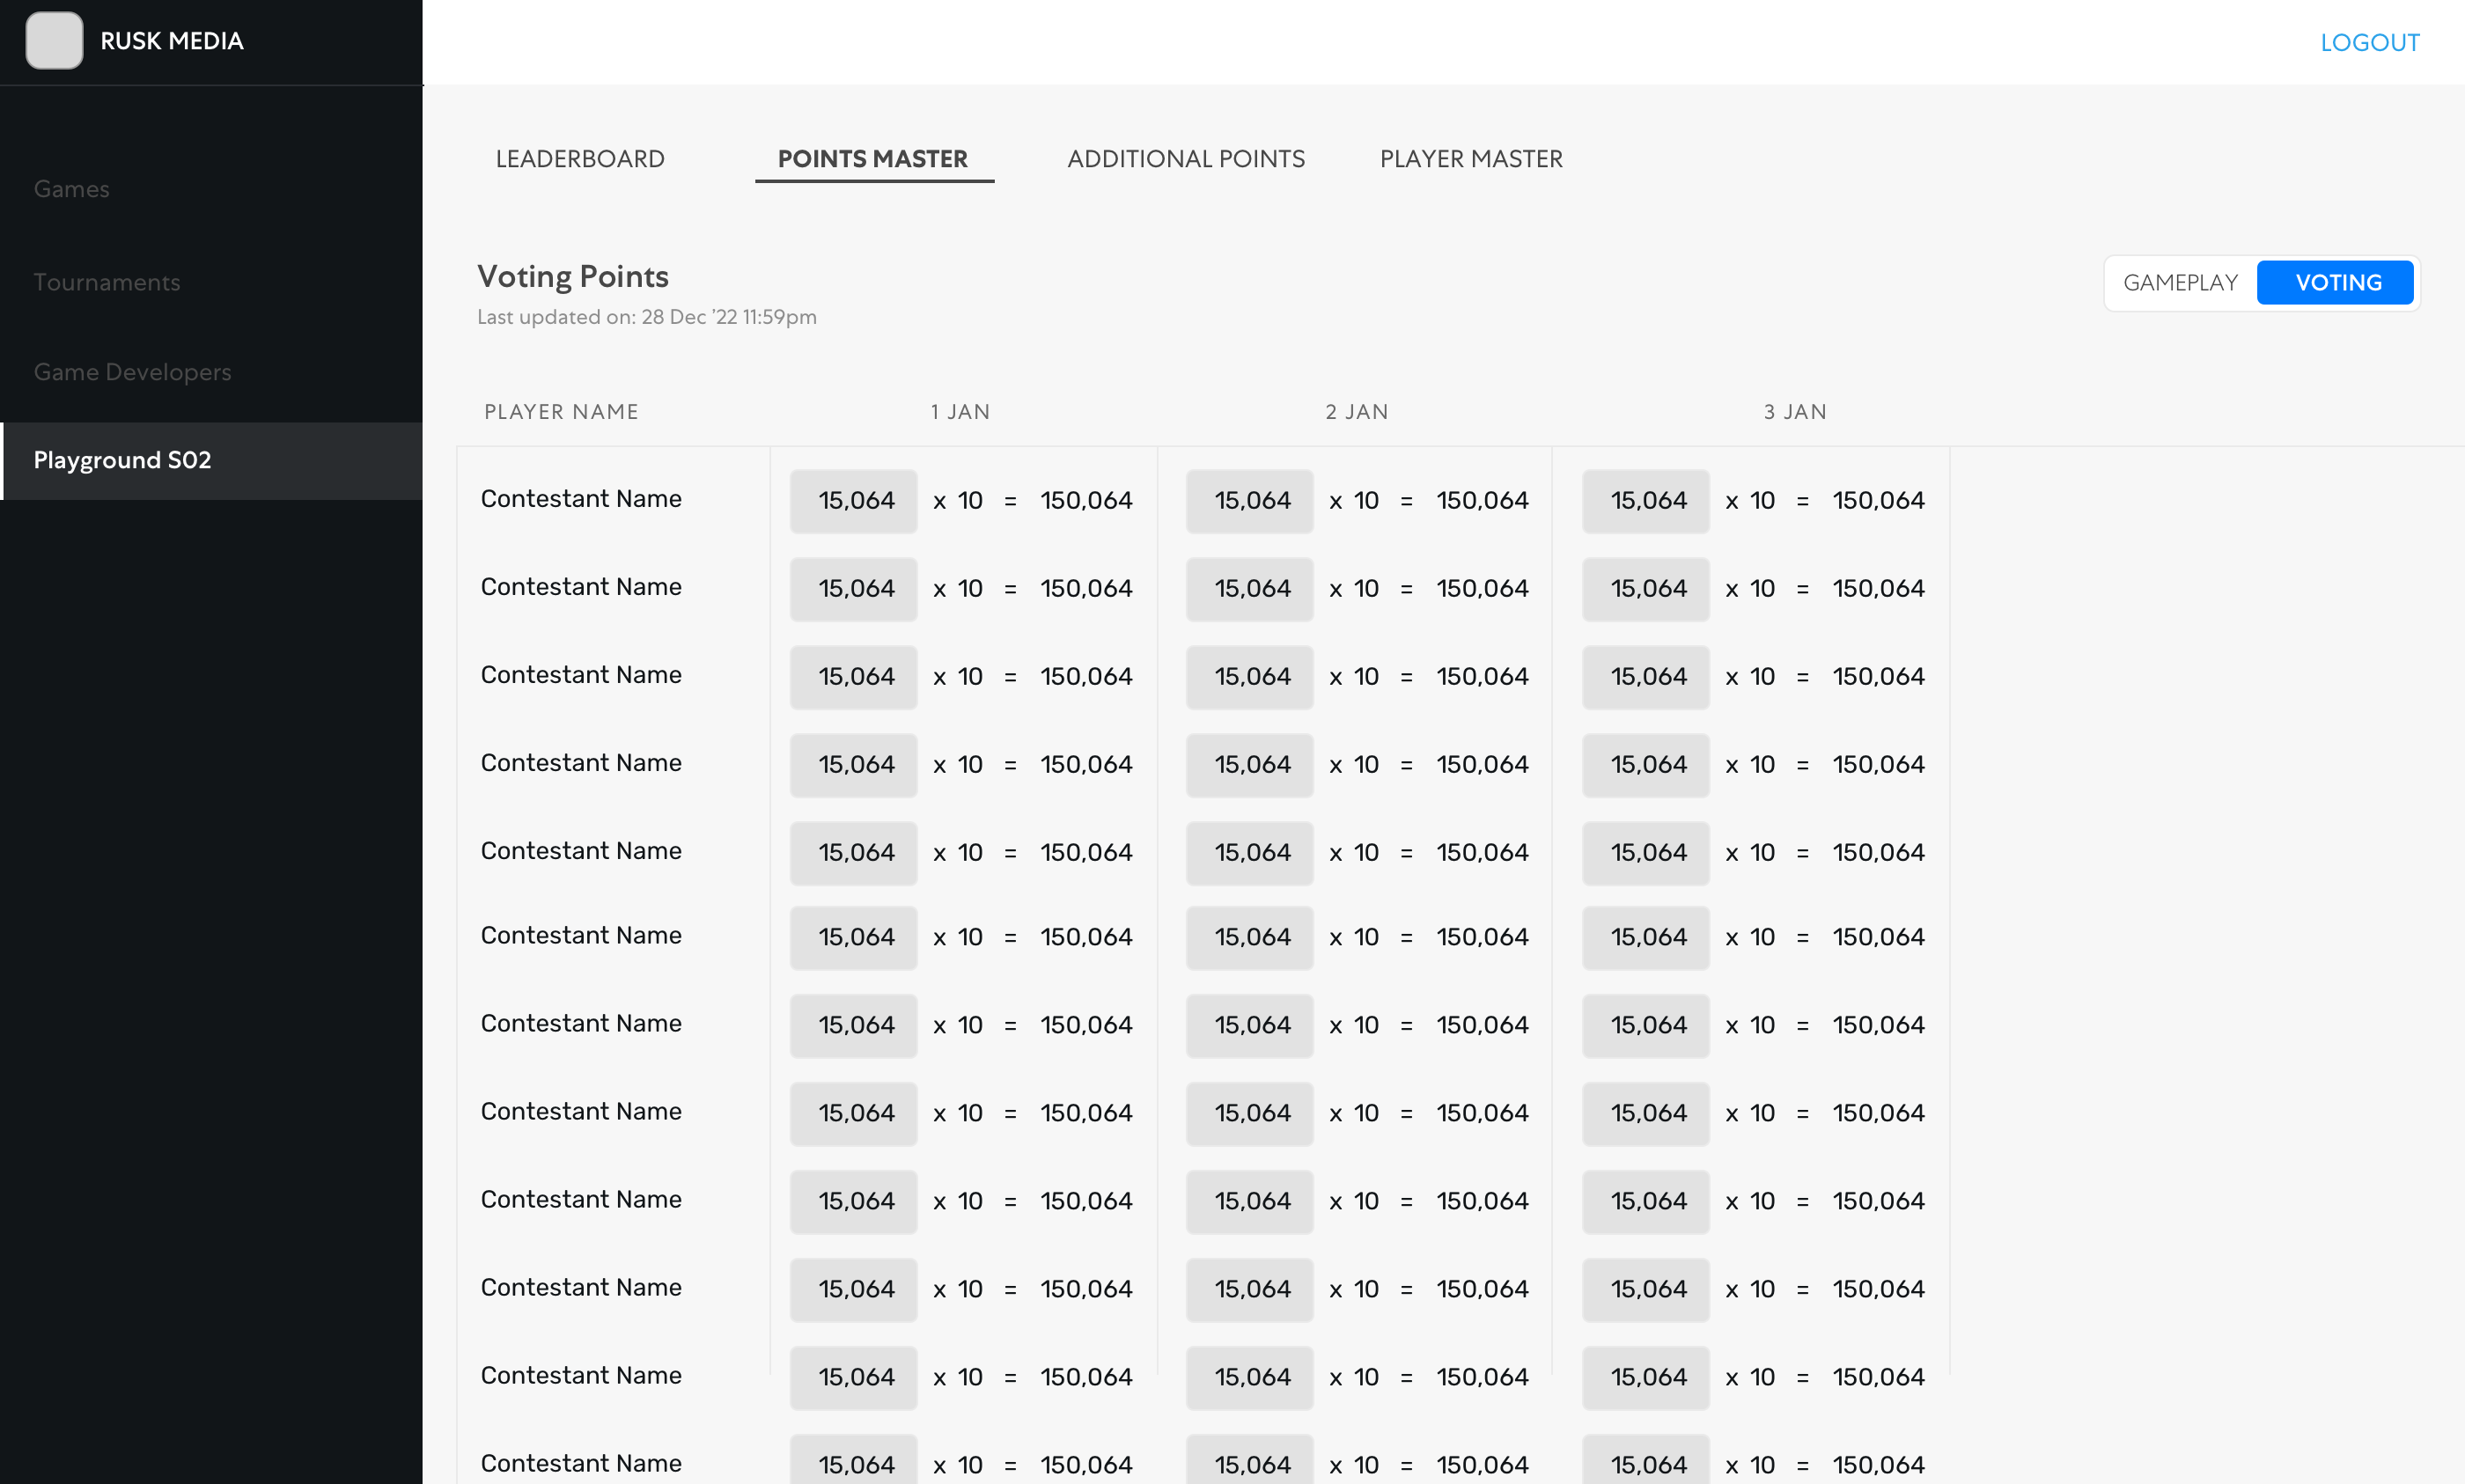 RUSK MEDIA
LOGOUT
LEADERBOARD POINTS MASTER ADDITIONAL POINTS PLAYER MASTER
Games
Tournaments
Game Developers
Playground S02
Voting Points
Last updated on: 28 Dec ’22 11:59pm
GAMEPLAY VOTING
PLAYER NAME 1 JAN 2 JAN 3 JAN
Contestant Name 15,064 x 10 = 150,064 15,064 x 10 = 150,064 15,064 x 10 = 150,064
Contestant Name 15,064 x 10 = 150,064 15,064 x 10 = 150,064 15,064 x 10 = 150,064
Contestant Name 15,064 x 10 = 150,064 15,064 x 10 = 150,064 15,064 x 10 = 150,064
Contestant Name 15,064 x 10 = 150,064 15,064 x 10 = 150,064 15,064 x 10 = 150,064
Contestant Name 15,064 x 10 = 150,064 15,064 x 10 = 150,064 15,064 x 10 = 150,064
Contestant Name 15,064 x 10 = 150,064 15,064 x 10 = 150,064 15,064 x 10 = 150,064
Contestant Name 15,064 x 10 = 150,064 15,064 x 10 = 150,064 15,064 x 10 = 150,064
Contestant Name 15,064 x 10 = 150,064 15,064 x 10 = 150,064 15,064 x 10 = 150,064
Contestant Name 15,064 x 10 = 150,064 15,064 x 10 = 150,064 15,064 x 10 = 150,064
Contestant Name 15,064 x 10 = 150,064 15,064 x 10 = 150,064 15,064 x 10 = 150,064
Contestant Name 15,064 x 10 = 150,064 15,064 x 10 = 150,064 15,064 x 10 = 150,064
Contestant Name 15,064 x 10 = 150,064 15,064 x 10 = 150,064 15,064 x 10 = 150,064